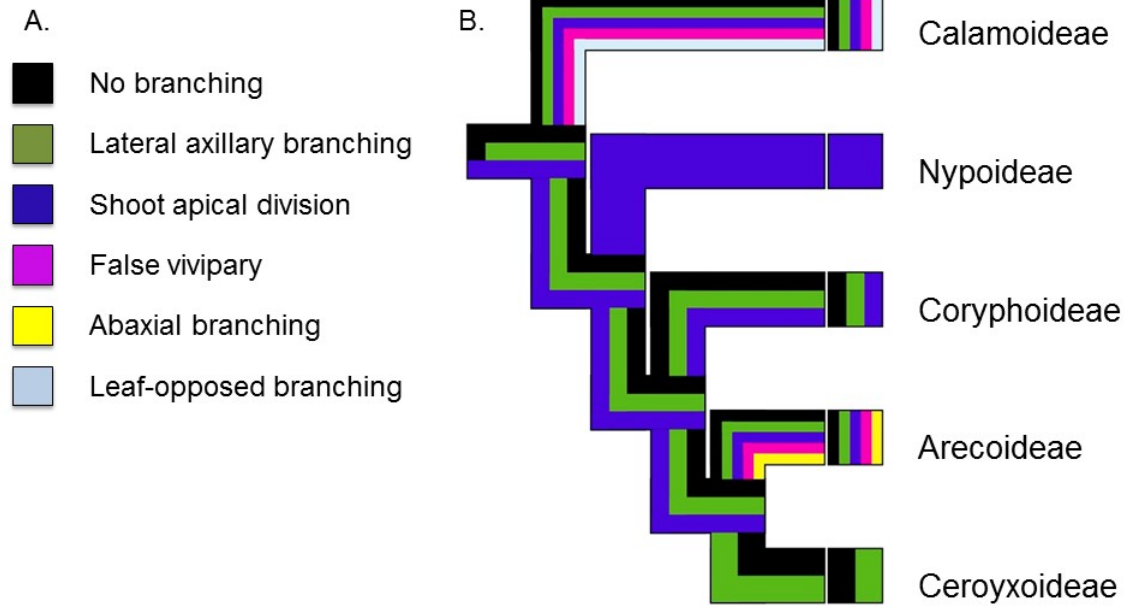 A.
No branching
Lateral axillary branching
Shoot apical division
False vivipary
Abaxial branching
Leaf-opposed branching
B.
Calamoideae
Nypoideae
Coryphoideae
Arecoideae
Ceroyxoideae